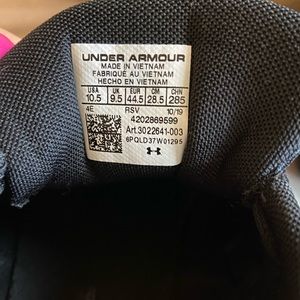 UNDER ARMOUR
MADE IN VIETNAM
FABRIQUÉ AU VIETNAM
HECHO EN VIETNAM
USA UK EUR CM CHN
10.5 9.5 44.5 28.5 285
4E RSV 10/19
4202869599
Art.3022641-003
6PQLD37W01295